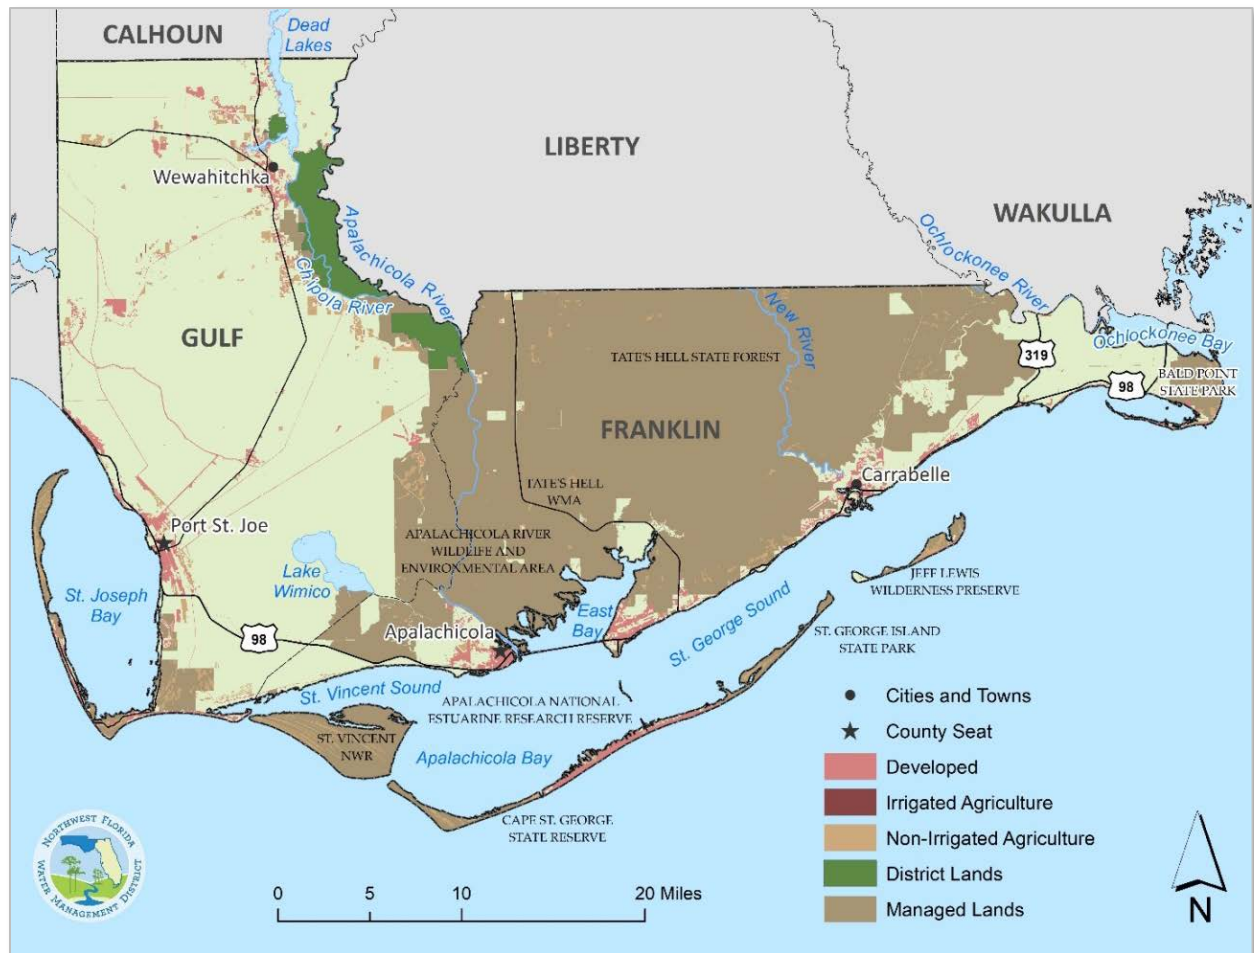 CALHOUN
Dead
Lakes
LIBERTY
WAKULLA
Wewahitchka
Apalachicola River
Chipola River
Ochlockonee River
Ochlockonee Bay
GULF
New River
TATE'S HELL STATE FOREST
319
98
BALD POINT
STATE PARK
FRANKLIN
Carrabelle
TATE'S HELL
WMA
Port St. Joe
APALACHICOLA RIVER
WILDLIFE AND
ENVIRONMENTAL AREA
Lake
Wimico
St. Joseph
Bay
JEFF LEWIS
WILDERNESS PRESERVE
East
Bay
St. George Sound
Apalachicola
98
ST. GEORGE ISLAND
STATE PARK
St. Vincent Sound
APALACHICOLA NATIONAL
ESTUARINE RESEARCH RESERVE
ST. VINCENT
NWR
Apalachicola Bay
CAPE ST. GEORGE
STATE RESERVE
Cities and Towns
County Seat
Developed
Irrigated Agriculture
Non-Irrigated Agriculture
District Lands
Managed Lands
NORTHWEST FLORIDA
WATER MANAGEMENT DISTRICT
0 5 10 20 Miles
N